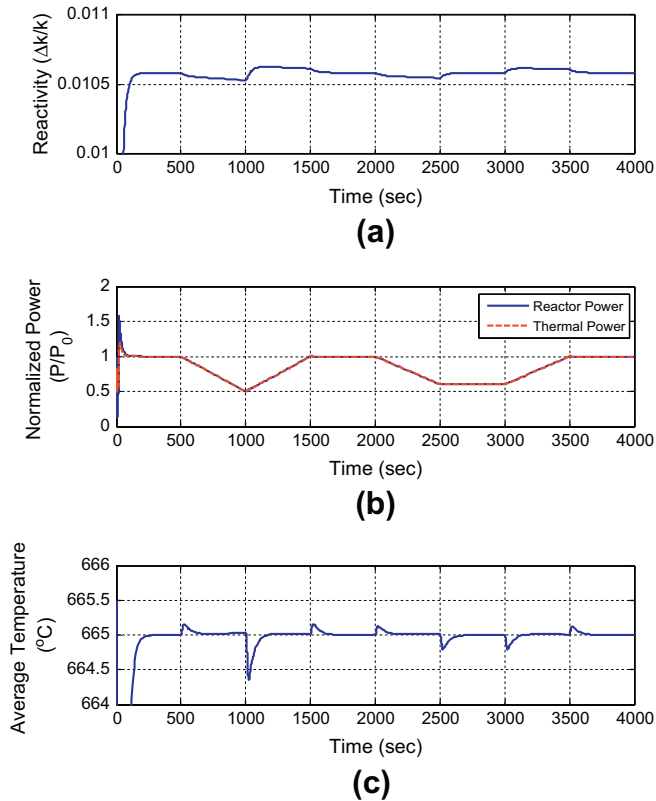 0.011
0.0105
0.01
Reactivity (Δk/k)
0 500 1000 1500 2000 2500 3000 3500 4000
Time (sec)
(a)
2
1.5
1
0.5
0
Normalized Power
(P/P₀)
Reactor Power
Thermal Power
0 500 1000 1500 2000 2500 3000 3500 4000
Time (sec)
(b)
666
665.5
665
664.5
664
Average Temperature
(ºC)
0 500 1000 1500 2000 2500 3000 3500 4000
Time (sec)
(c)